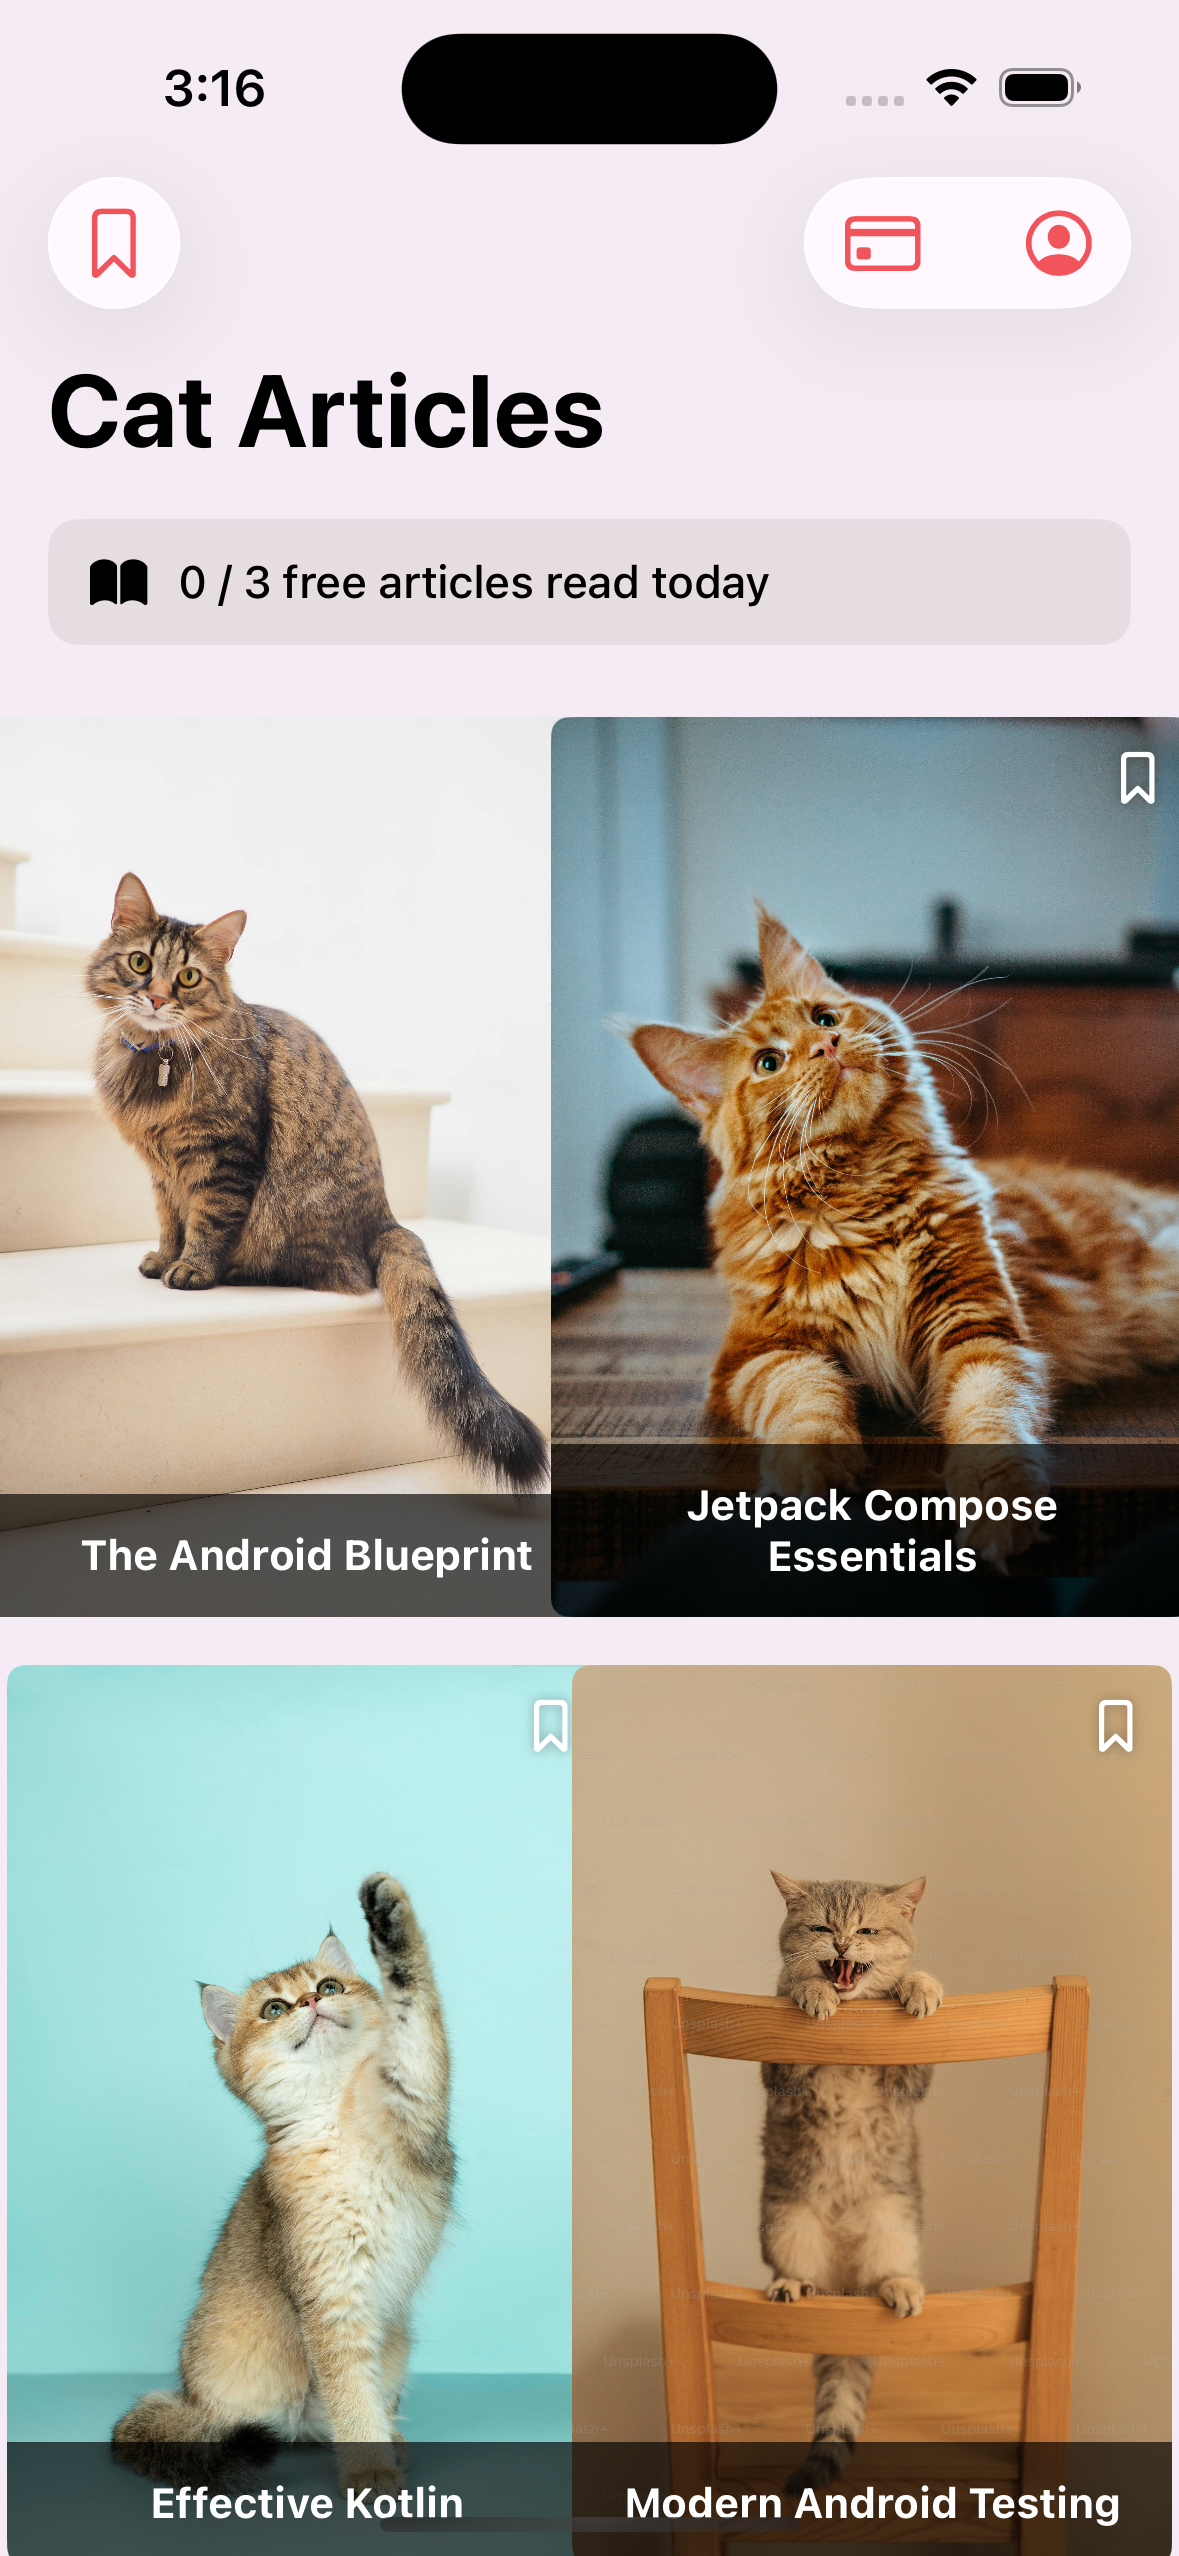 3:16
Cat Articles
0 / 3 free articles read today
The Android Blueprint
Jetpack Compose
Essentials
Effective Kotlin
Modern Android Testing
Unsplash+